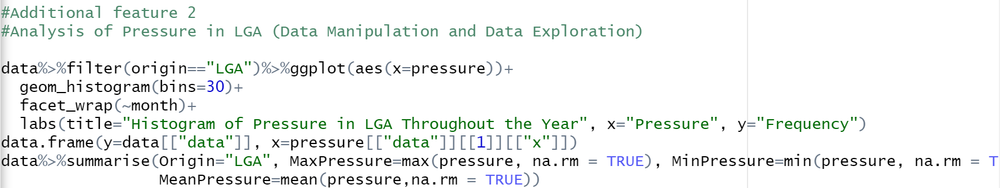 #Additional feature 2
#Analysis of Pressure in LGA (Data Manipulation and Data Exploration)
data%>%filter(origin=="LGA")%>%ggplot(aes(x=pressure))+
geom_histogram(bins=30)+
facet_wrap(~month)+
labs(title="Histogram of Pressure in LGA Throughout the Year", x="Pressure", y="Frequency")
data.frame(y=data[["data"]], x=pressure[["data"]][[1]][["x"]])
data%>%summarise(Origin="LGA", MaxPressure=max(pressure, na.rm = TRUE), MinPressure=min(pressure, na.rm = T
MeanPressure=mean(pressure,na.rm = TRUE))